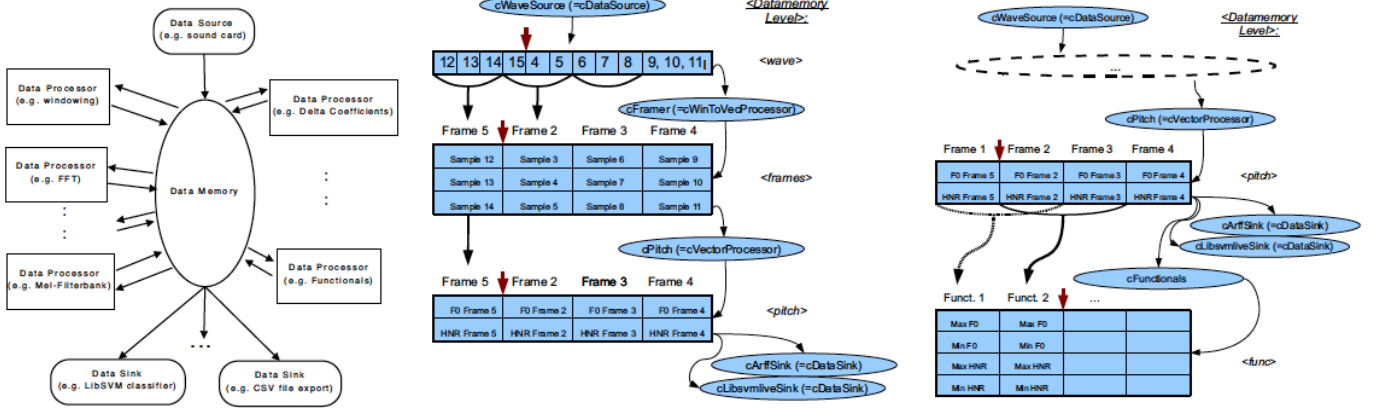 Data Source
(e.g. sound card)
Data Processor
(e.g. windowing)
Data Processor
(e.g. Delta Coefficients)
Data Processor
(e.g. FFT)
Data Memory
:
:
:
:
Data Processor
(e.g. Mel-Filterbank)
Data Processor
(e.g. Functionals)
...
Data Sink
(e.g. LibSVM classifier)
Data Sink
(e.g. CSV file export)
cWaveSource (=cDataSource)
<Datamemory
Level>:
12 13 14 15 4 5 6 7 8 9, 10, 11
<wave>
cFramer (=cWinToVecProcessor)
Frame 5 Frame 2 Frame 3 Frame 4
Sample 12 Sample 3 Sample 6 Sample 9
Sample 13 Sample 4 Sample 7 Sample 10
Sample 14 Sample 5 Sample 8 Sample 11
<frames>
cPitch (=cVectorProcessor)
Frame 5 Frame 2 Frame 3 Frame 4
F0 Frame 5 F0 Frame 2 F0 Frame 3 F0 Frame 4
HNR Frame 5 HNR Frame 2 HNR Frame 3 HNR Frame 4
<pitch>
cArffSink (=cDataSink)
cLibsvmliveSink (=cDataSink)
cWaveSource (=cDataSource)
<Datamemory
Level>:
...
cPitch (=cVectorProcessor)
Frame 1 Frame 2 Frame 3 Frame 4
F0 Frame 5 F0 Frame 2 F0 Frame 3 F0 Frame 4
HNR Frame 5 HNR Frame 2 HNR Frame 3 HNR Frame 4
<pitch>
cArffSink (=cDataSink)
cLibsvmliveSink (=cDataSink)
cFunctionals
Funct. 1 Funct. 2 ...
Max F0 Max F0
Min F0 Min F0
Max HNR Max HNR
Min HNR Min HNR
<func>